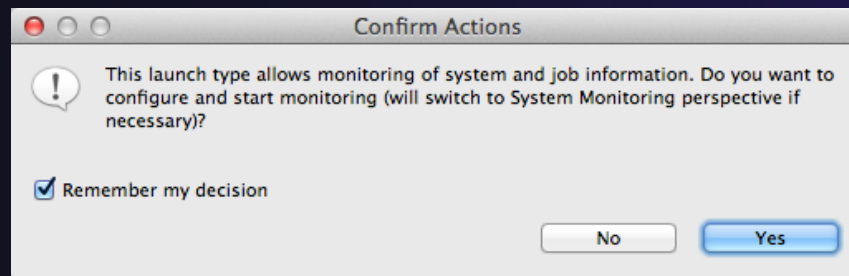 Confirm Actions
This launch type allows monitoring of system and job information. Do you want to
configure and start monitoring (will switch to System Monitoring perspective if
necessary)?
Remember my decision
No
Yes